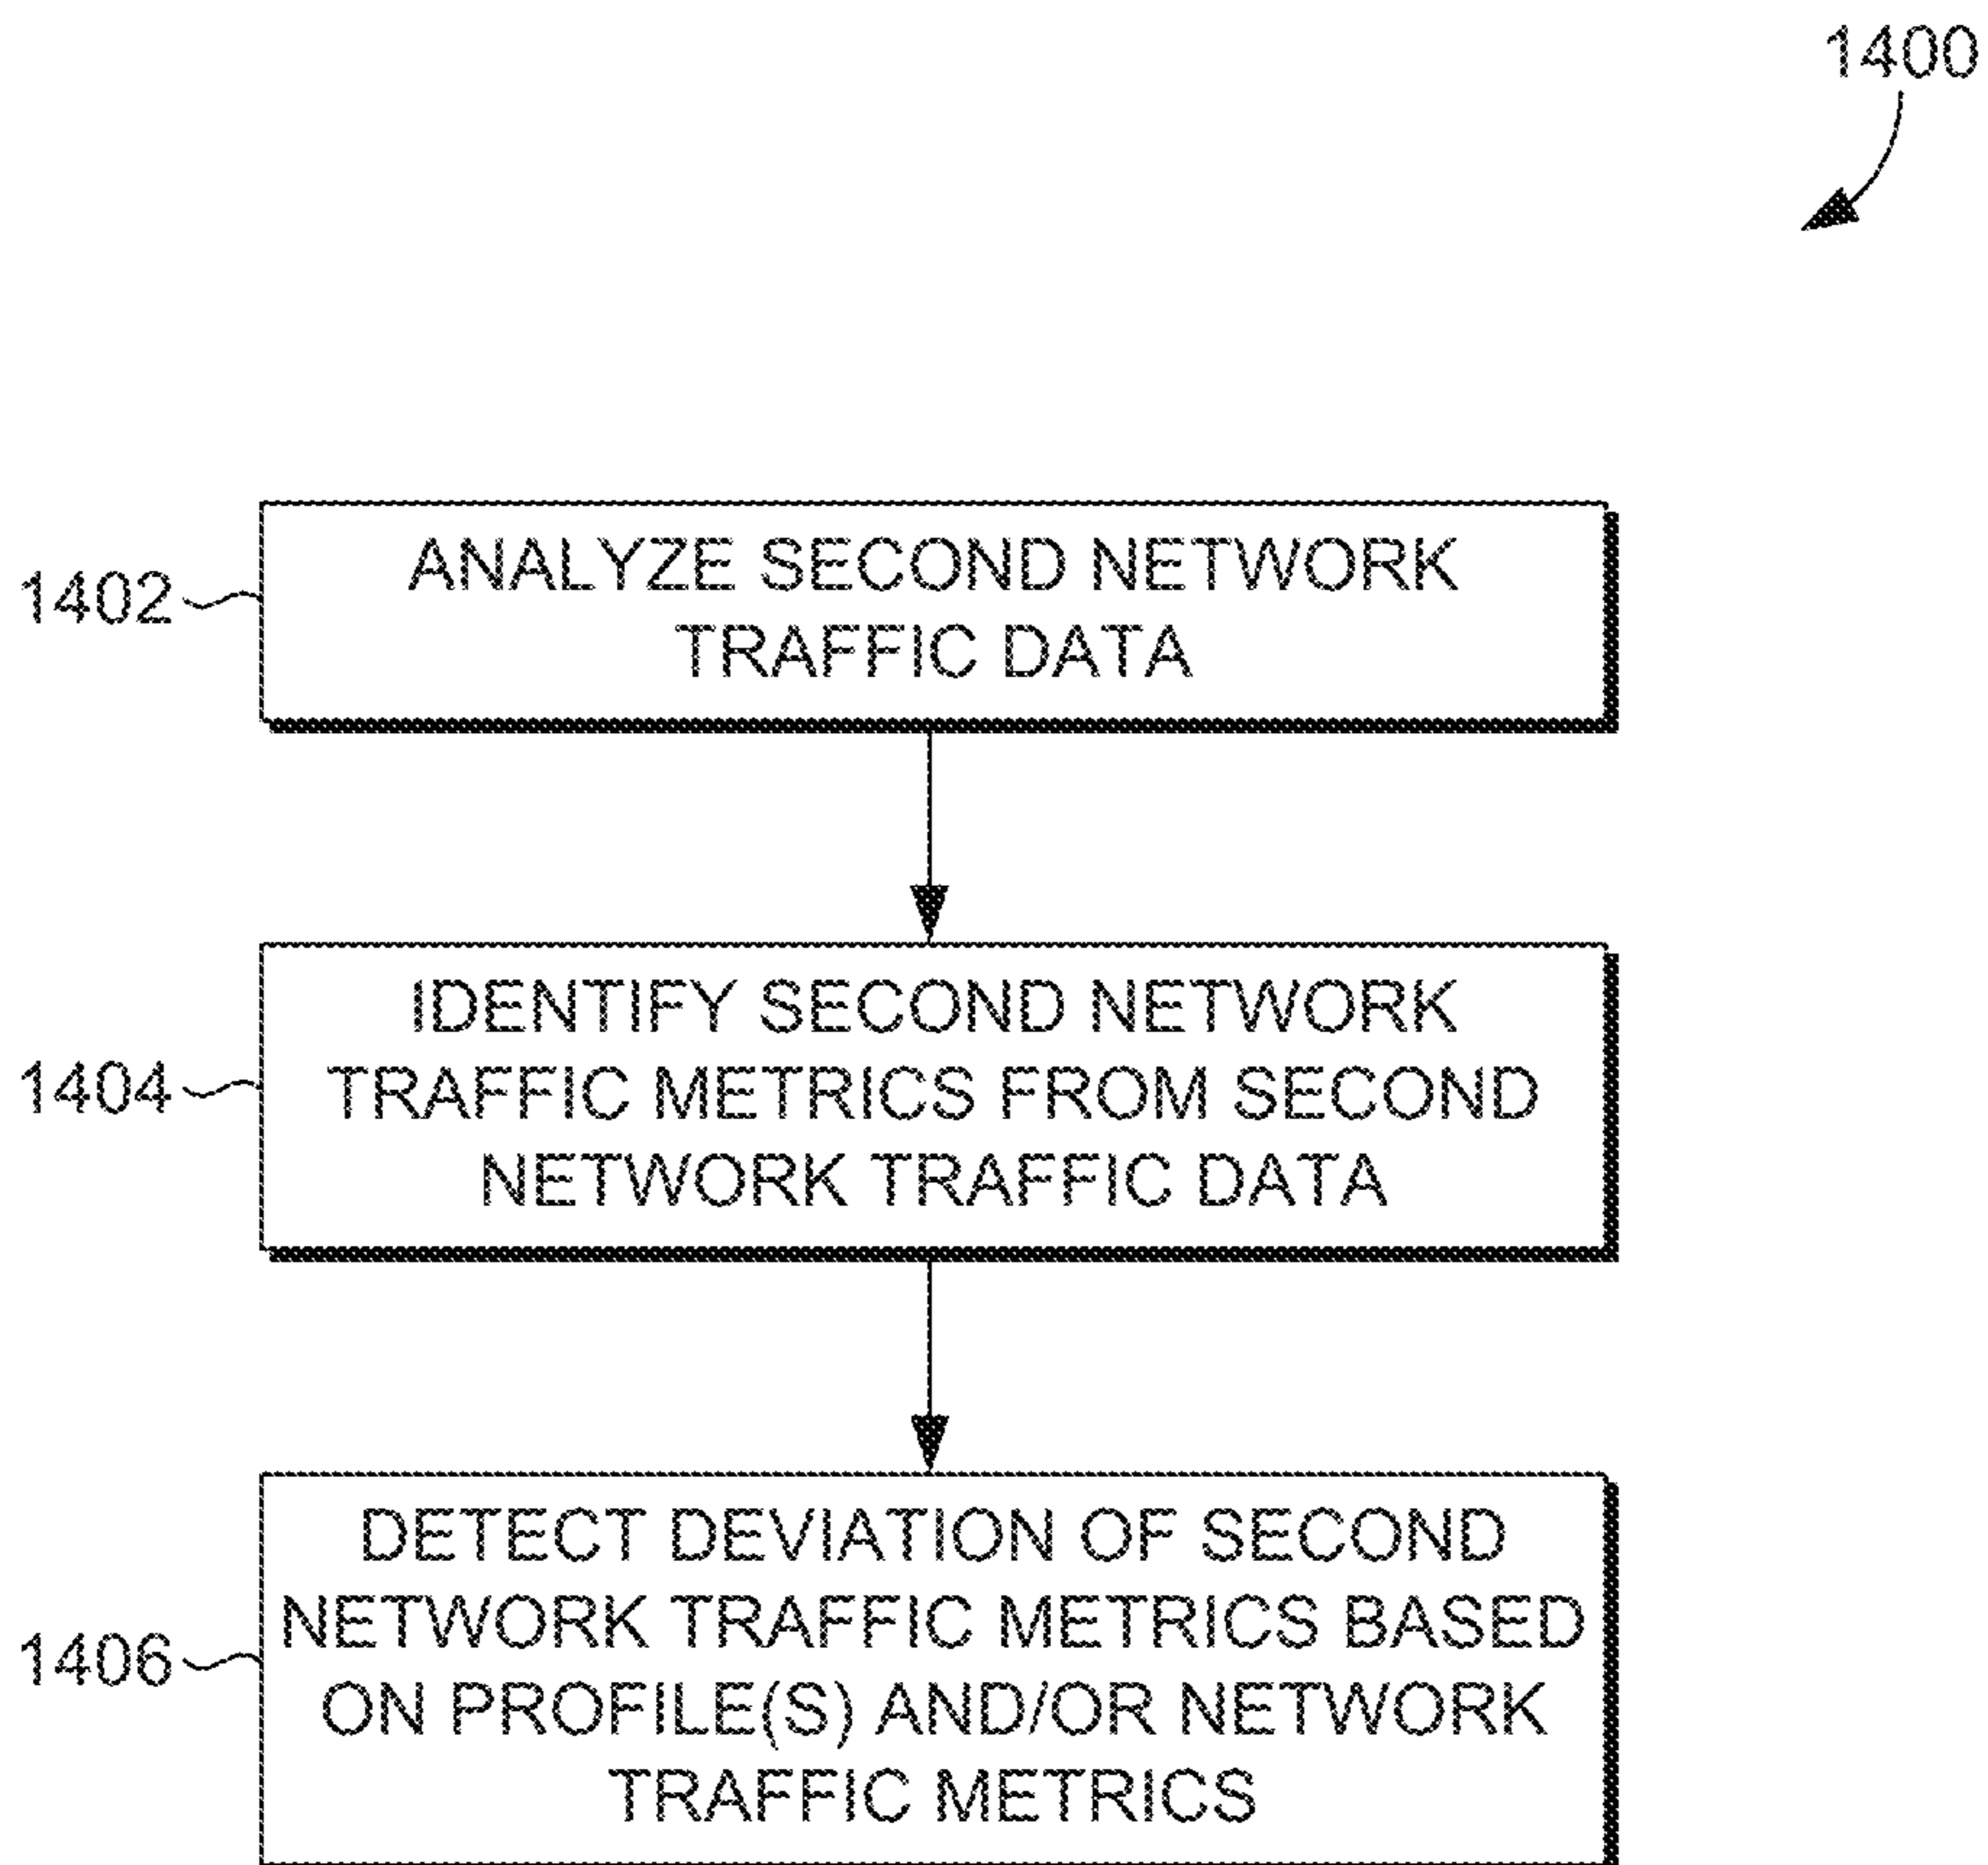 1400
1402
ANALYZE SECOND NETWORK
TRAFFIC DATA
1404
IDENTIFY SECOND NETWORK
TRAFFIC METRICS FROM SECOND
NETWORK TRAFFIC DATA
1406
DETECT DEVIATION OF SECOND
NETWORK TRAFFIC METRICS BASED
ON PROFILE(S) AND/OR NETWORK
TRAFFIC METRICS